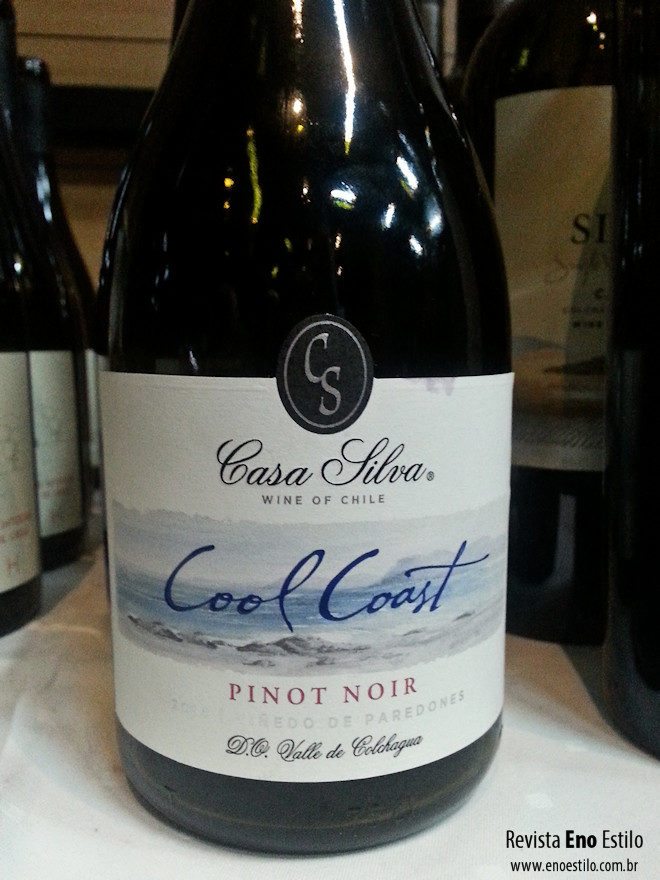 CS
Casa Silva®
WINE OF CHILE
Cool Coast
PINOT NOIR
VIÑEDO DE PAREDONES
D.O. Valle de Colchagua
Revista Eno Estilo
www.enoestilo.com.br